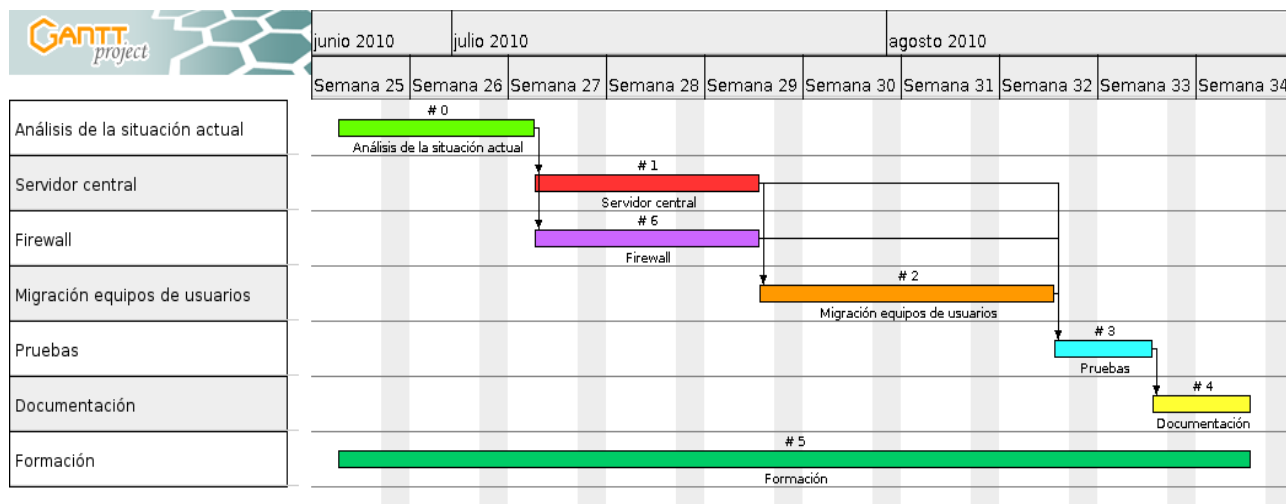 GANTT
project
junio 2010
julio 2010
agosto 2010
Semana 25
Semana 26
Semana 27
Semana 28
Semana 29
Semana 30
Semana 31
Semana 32
Semana 33
Semana 34
Análisis de la situación actual
# 0
Análisis de la situación actual
Servidor central
# 1
Servidor central
Firewall
# 6
Firewall
Migración equipos de usuarios
# 2
Migración equipos de usuarios
Pruebas
# 3
Pruebas
Documentación
# 4
Documentación
Formación
# 5
Formación